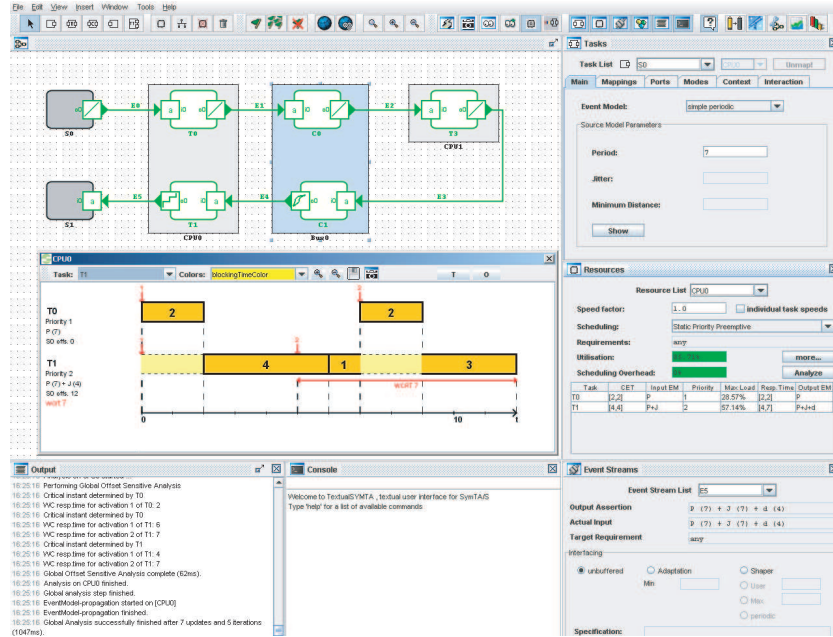 File Edit View Insert Window Tools Help
E0 E1 E2
a a a
S0 T0 C0 T3
CPU1
E5 E4 E3
a a a
S1 T1 C1
CPU0 Bus0
CPU0
Task: T1 Colors: blockingTimeColor T O
T0
Priority 1
P (7)
S0 offs. 0
2 2
T1
Priority 2
P (7) + J (4)
S0 offs. 12
wcrt 7
4 1 3
WCRT 7
0 10 t
Tasks
Task List S0 CPU0 Unmap!
Main Mappings Ports Modes Context Interaction
Event Model: simple periodic
Source Model Parameters
Period: 7
Jitter:
Minimum Distance:
Show
Resources
Resource List CPU0
Speed factor: 1.0 individual task speeds
Scheduling: Static Priority Preemptive
Requirements: any
Utilisation: more...
Scheduling Overhead: Analyze
Task CET Input EM Priority Max Load Resp. Time Output EM
T0 [2,2] P 1 28.57% [2,2] P
T1 [4,4] P+J 2 57.14% [4,7] P+J+d
Output
16:25:16 Performing Global Offset Sensitive Analysis
16:25:16 Critical instant determined by T0
16:25:16 WC resp.time for activation 1 of T0: 2
16:25:16 Critical instant determined by T0
16:25:16 WC resp.time for activation 1 of T1: 6
16:25:16 WC resp.time for activation 2 of T1: 7
16:25:16 Critical instant determined by T1
16:25:16 WC resp.time for activation 1 of T1: 4
16:25:16 WC resp.time for activation 2 of T1: 7
16:25:16 Global Offset Sensitive Analysis complete (62ms).
16:25:16 Analysis on CPU0 finished.
16:25:16 Global analysis step finished.
16:25:16 EventModel-propagation started on [CPU0]
16:25:16 EventModel-propagation finished.
16:25:16 Global Analysis successfully finished after 7 updates and 5 iterations
(1047ms).
Console
Welcome to TextualSYMTA , textual user interface for SymTA/S
Type 'help' for a list of available commands
Event Streams
Event Stream List E5
Output Assertion P (7) + J (7) + d (4)
Actual Input P (7) + J (7) + d (4)
Target Requirement any
Interfacing
unbuffered Adaptation Shaper
Min User
Max.
periodic
Specification: